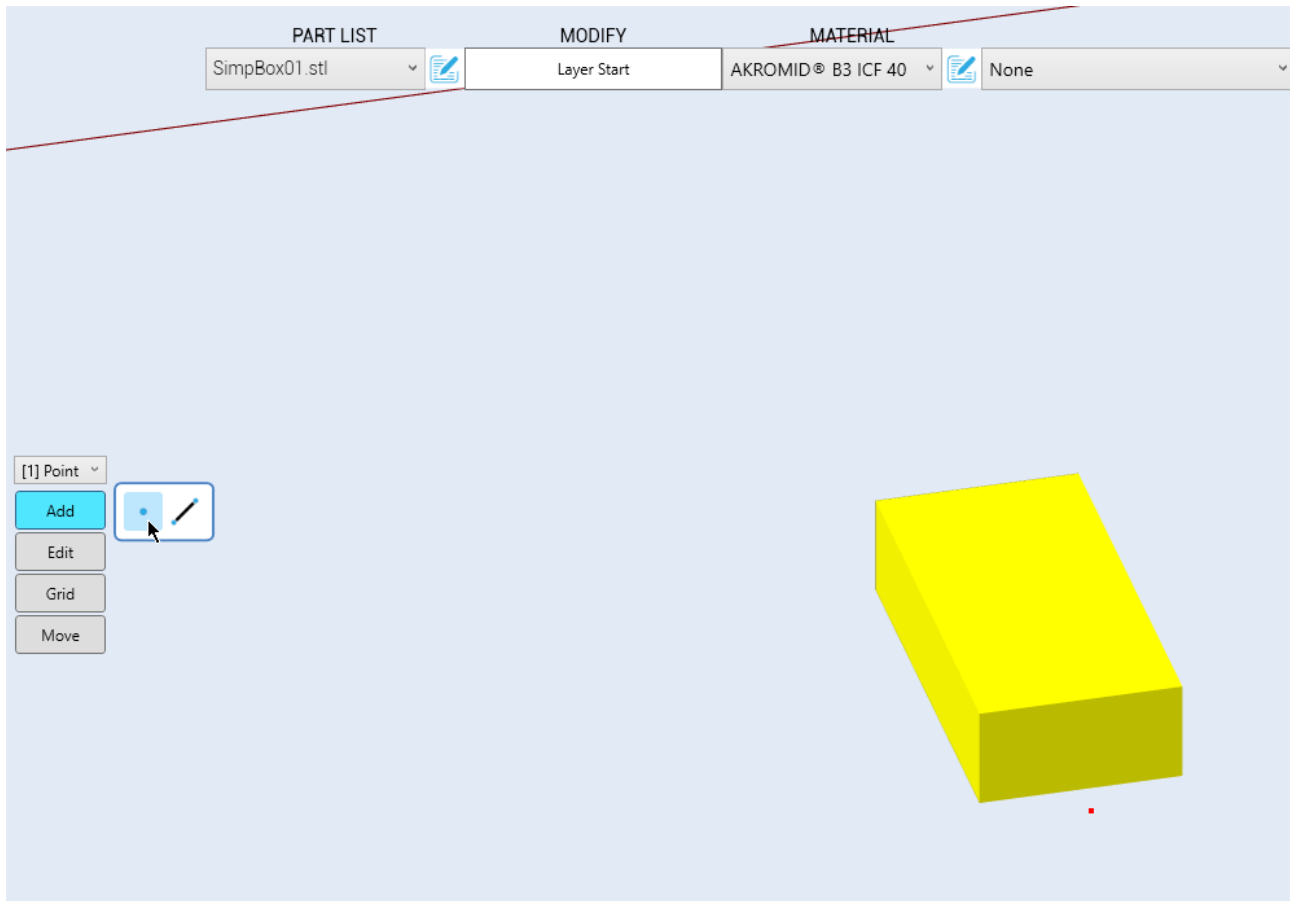 PART LIST MODIFY MATERIAL
SimpBox01.stl Layer Start AKROMID® B3 ICF 40 None
[1] Point
Add
Edit
Grid
Move